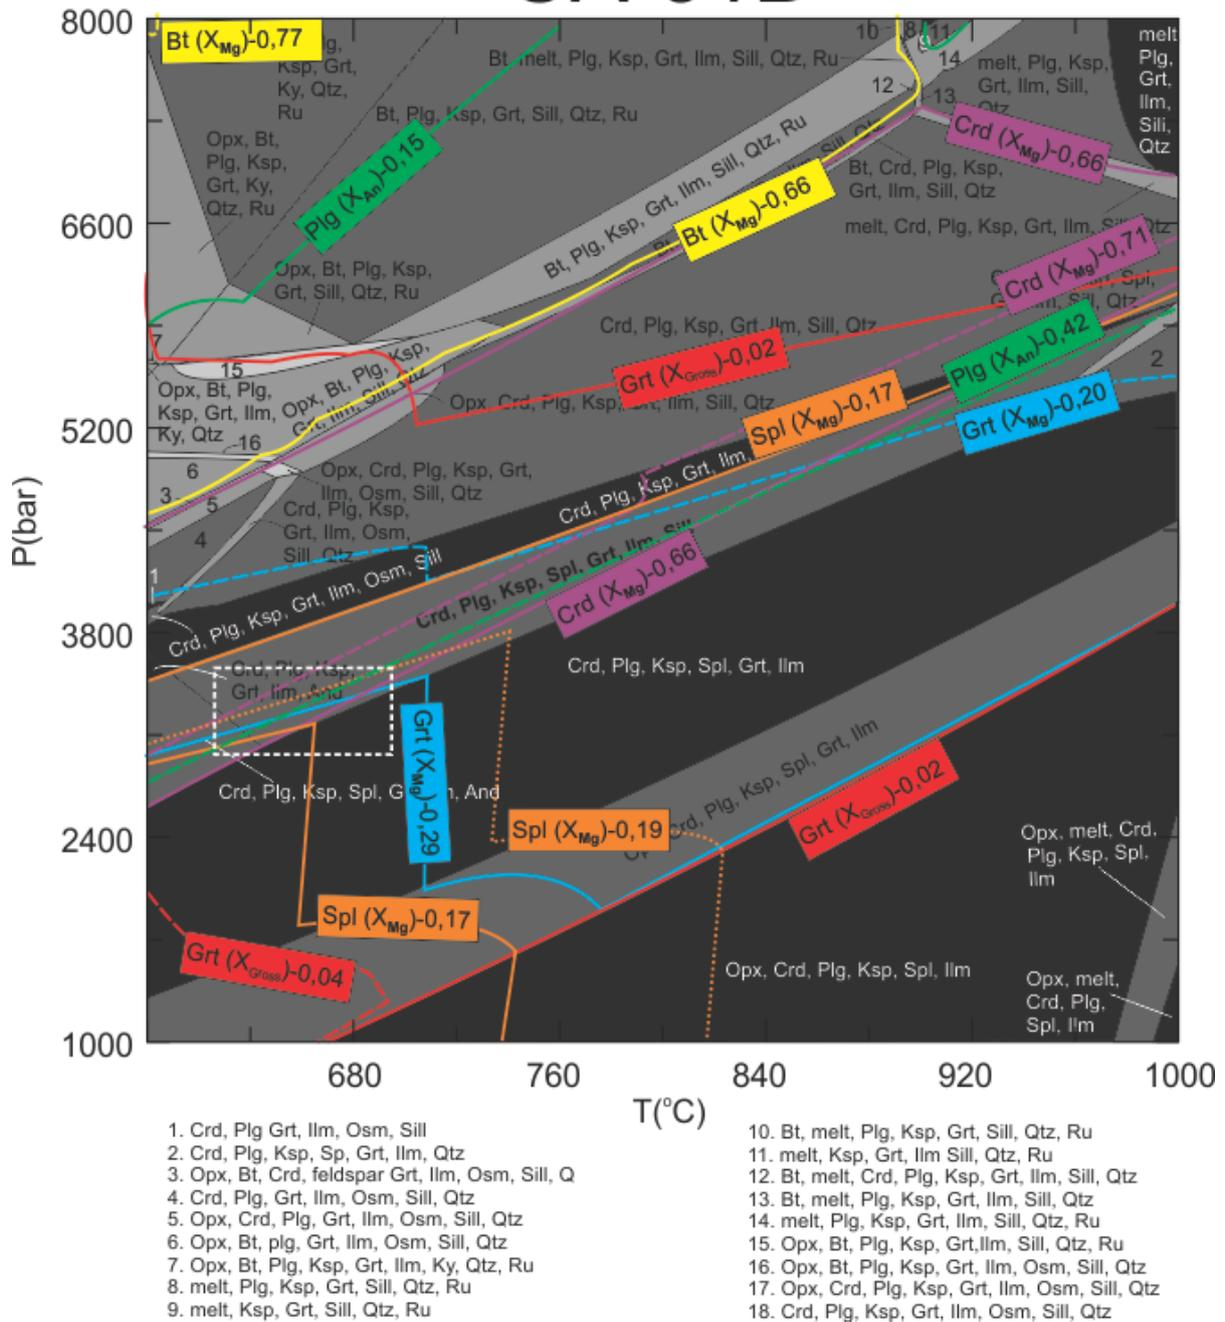 8000
6600
5200
3800
2400
1000
P(bar)
680
760
840
920
1000
T(°C)
Bt (XMg)-0,77
Ksp, Grt,
Ky, Qtz,
Ru
Opx, Bt,
Plg, Ksp,
Grt, Ky,
Qtz, Ru
Plg (XAn)-0,15
Bt, melt, Plg, Ksp, Grt, Ilm, Sill, Qtz, Ru
Bt, Plg, Ksp, Grt, Ilm, Sill, Qtz, Ru
10
8
11
9
14
12
13
melt, Plg, Ksp,
Grt, Ilm, Sill,
Qtz
melt
Plg,
Grt,
Ilm,
Sili,
Qtz
Crd (XMg)-0,66
Bt, Plg, Ksp, Grt, Ilm, Sill, Qtz, Ru
Bt, Crd, Plg, Ksp,
Grt, Ilm, Sill, Qtz
Bt (XMg)-0,66
melt, Crd, Plg, Ksp, Grt, Ilm, Sill, Qtz
Opx, Bt, Plg, Ksp,
Grt, Sill, Qtz, Ru
Crd (XMg)-0,71
7
15
Crd, Plg, Ksp, Grt, Ilm, Sill, Qtz
Grt (XGross)-0,02
Plg (XAn)-0,42
2
Opx, Bt, Plg,
Ksp, Grt, Ilm,
Ky, Qtz
Opx, Bt, Plg, Ksp,
Grt, Ilm, Sill, Qtz
Opx, Crd, Plg, Ksp, Grt, Ilm, Sill, Qtz
Spl (XMg)-0,17
Grt (XMg)-0,20
16
6
3
5
4
1
Opx, Crd, Plg, Ksp, Grt,
Ilm, Osm, Sill, Qtz
Crd, Plg, Ksp,
Grt, Ilm, Osm,
Sill, Qtz
Crd, Plg, Ksp, Grt, Ilm,
Crd, Plg, Ksp, Grt, Ilm, Osm, Sill
Crd, Plg, Ksp, Spl, Grt, Ilm, Sill
Crd (XMg)-0,66
Crd, Plg, Ksp,
Grt, Ilm, And
Crd, Plg, Ksp, Spl, Grt, Ilm
Crd, Plg, Ksp, Spl, G, And
Grt (XMg)-0,29
Spl (XMg)-0,19
Crd, Plg, Ksp, Spl, Grt, Ilm
Grt (XGross)-0,02
Opx, melt, Crd,
Plg, Ksp, Spl,
Ilm
Spl (XMg)-0,17
Grt (XGross)-0,04
Opx, Crd, Plg, Ksp, Spl, Ilm
Opx, melt,
Crd, Plg,
Spl, Ilm
1. Crd, Plg Grt, Ilm, Osm, Sill
2. Crd, Plg, Ksp, Sp, Grt, Ilm, Qtz
3. Opx, Bt, Crd, feldspar Grt, Ilm, Osm, Sill, Q
4. Crd, Plg, Grt, Ilm, Osm, Sill, Qtz
5. Opx, Crd, Plg, Grt, Ilm, Osm, Sill, Qtz
6. Opx, Bt, plg, Grt, Ilm, Osm, Sill, Qtz
7. Opx, Bt, Plg, Ksp, Grt, Ilm, Ky, Qtz, Ru
8. melt, Plg, Ksp, Grt, Sill, Qtz, Ru
9. melt, Ksp, Grt, Sill, Qtz, Ru
10. Bt, melt, Plg, Ksp, Grt, Sill, Qtz, Ru
11. melt, Ksp, Grt, Ilm Sill, Qtz, Ru
12. Bt, melt, Crd, Plg, Ksp, Grt, Ilm, Sill, Qtz
13. Bt, melt, Plg, Ksp, Grt, Ilm, Sill, Qtz
14. melt, Plg, Ksp, Grt, Ilm, Sill, Qtz, Ru
15. Opx, Bt, Plg, Ksp, Grt,Ilm, Sill, Qtz, Ru
16. Opx, Bt, Plg, Ksp, Grt, Ilm, Osm, Sill, Qtz
17. Opx, Crd, Plg, Ksp, Grt, Ilm, Osm, Sill, Qtz
18. Crd, Plg, Ksp, Grt, Ilm, Osm, Sill, Qtz